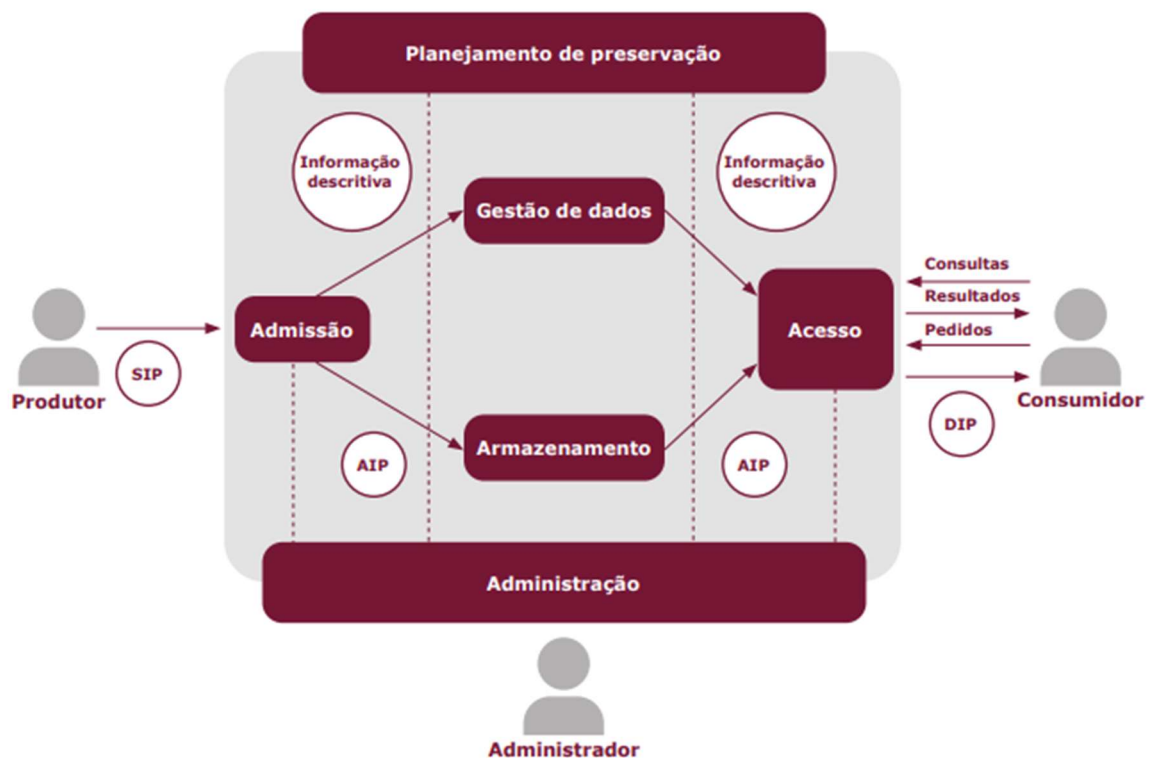 Planejamento de preservação
Informação
descritiva
Informação
descritiva
Gestão de dados
Consultas
Resultados
Pedidos
Admissão
Acesso
SIP
Produtor
Consumidor
DIP
Armazenamento
AIP
AIP
Administração
Administrador